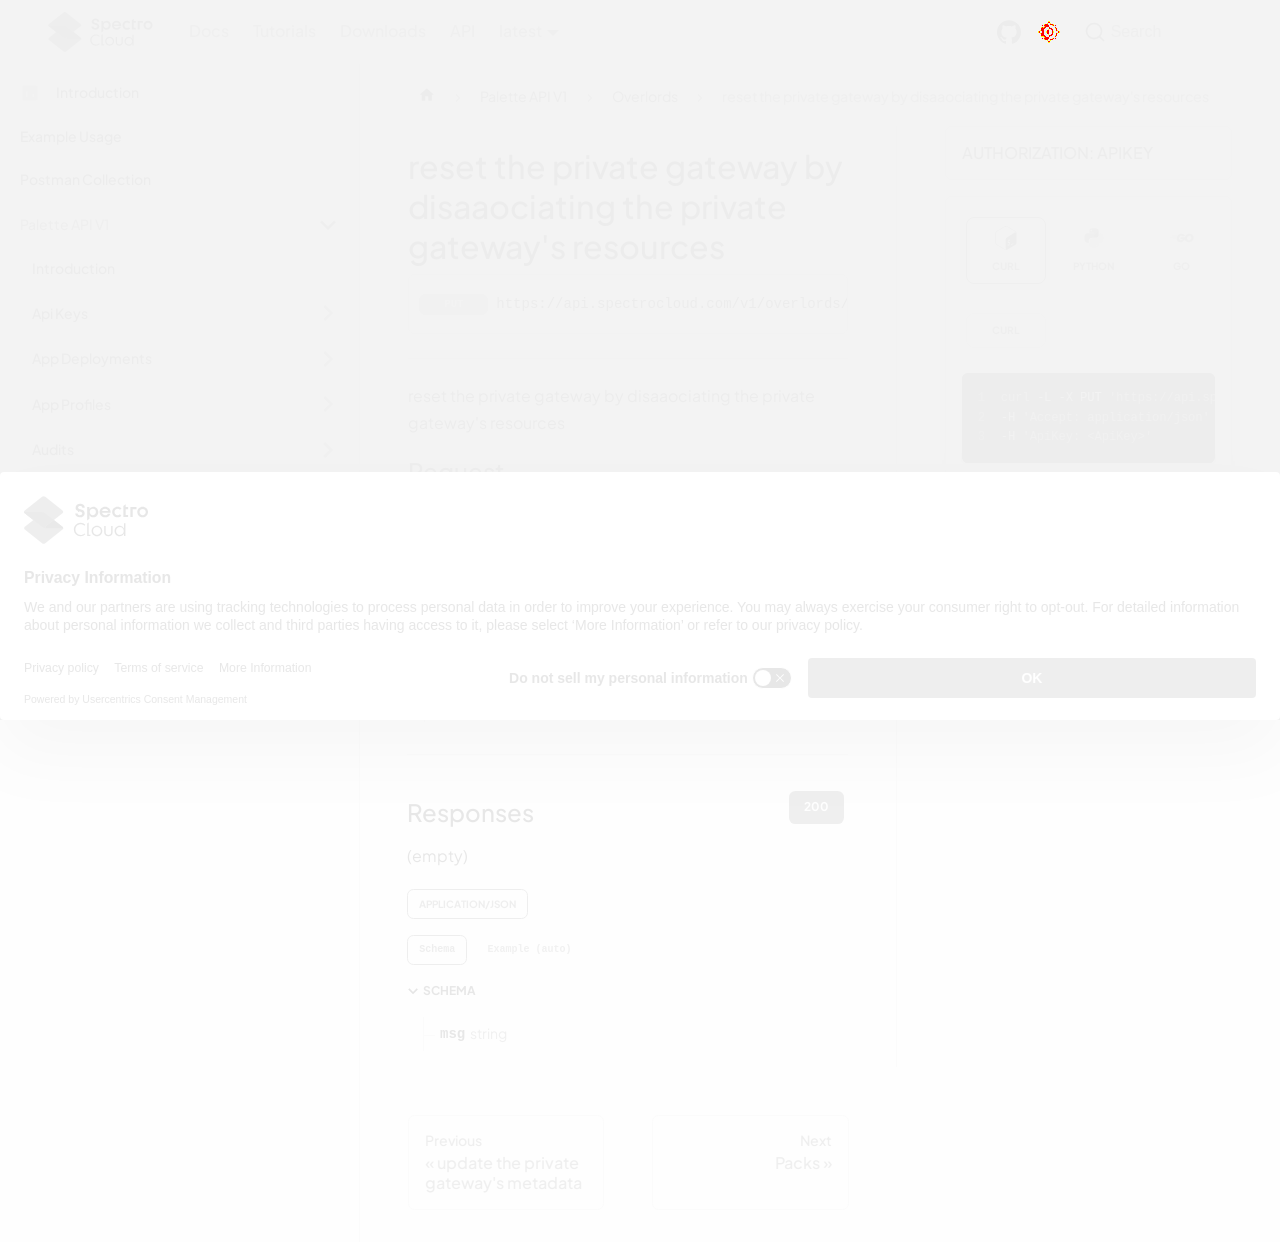 Spectro Cloud
Docs Tutorials Downloads API latest
Search
Introduction
Palette API V1
Overlords
reset the private gateway by disaaociating the private gateway's resources
Example Usage
Postman Collection
Palette API V1
Introduction
Api Keys
App Deployments
App Profiles
Audits
reset the private gateway by
disaaociating the private
gateway's resources
https://api.spectrocloud.com/v1/overlords/
reset the private gateway by disaaociating the private
gateway's resources
Request
AUTHORIZATION: APIKEY
CURL
PYTHON
GO
CURL
Spectro
Cloud
Privacy Information
We and our partners are using tracking technologies to process personal data in order to improve your experience. You may always exercise your consumer right to opt-out. For detailed information
about personal information we collect and third parties having access to it, please select 'More Information' or refer to our privacy policy.
Privacy policy Terms of service More Information
Powered by Usercentrics Consent Management
Do not sell my personal information
OK
Responses
200
(empty)
APPLICATION/JSON
Schema
Example (auto)
SCHEMA
msg string
Previous
« update the private
gateway's metadata
Next
Packs »